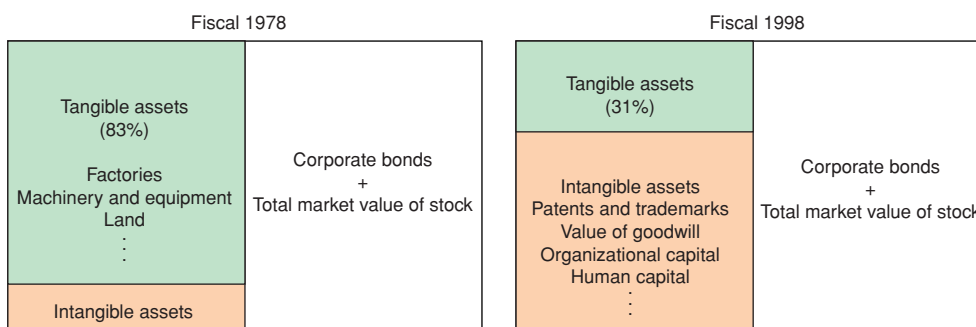 Fiscal 1978
Tangible assets
(83%)
Factories
Machinery and equipment
Land
⋮
Intangible assets
Corporate bonds
+
Total market value of stock
Fiscal 1998
Tangible assets
(31%)
Intangible assets
Patents and trademarks
Value of goodwill
Organizational capital
Human capital
⋮
Corporate bonds
+
Total market value of stock